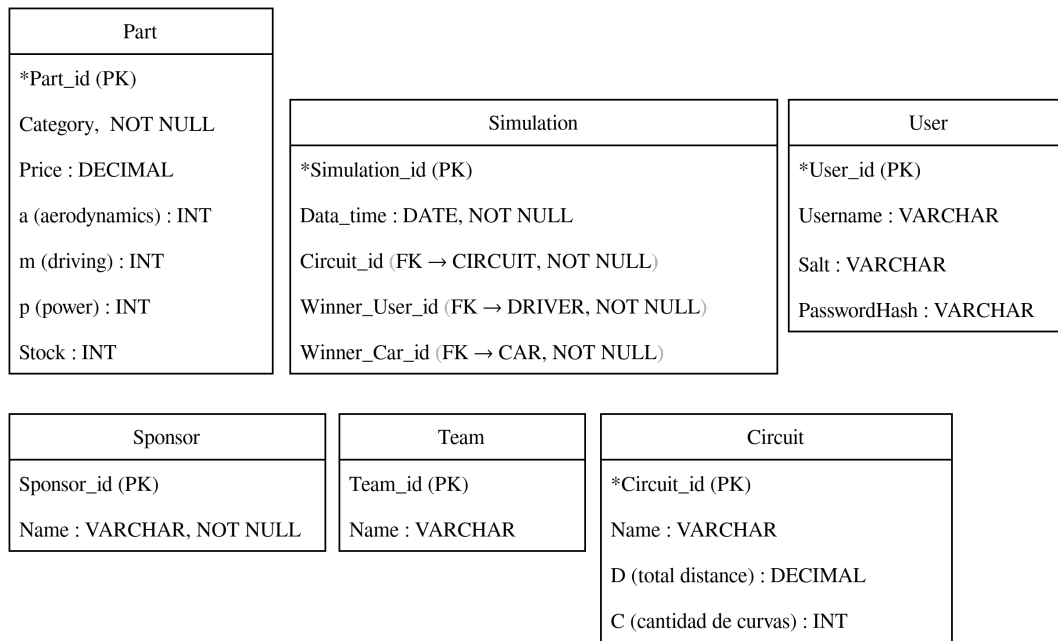 Part
*Part_id (PK)
Category,  NOT NULL
Price : DECIMAL
a (aerodynamics) : INT
m (driving) : INT
p (power) : INT
Stock : INT
Simulation
*Simulation_id (PK)
Data_time : DATE, NOT NULL
Circuit_id (FK → CIRCUIT, NOT NULL)
Winner_User_id (FK → DRIVER, NOT NULL)
Winner_Car_id (FK → CAR, NOT NULL)
User
*User_id (PK)
Username : VARCHAR
Salt : VARCHAR
PasswordHash : VARCHAR
Sponsor
Sponsor_id (PK)
Name : VARCHAR, NOT NULL
Team
Team_id (PK)
Name : VARCHAR
Circuit
*Circuit_id (PK)
Name : VARCHAR
D (total distance) : DECIMAL
C (cantidad de curvas) : INT